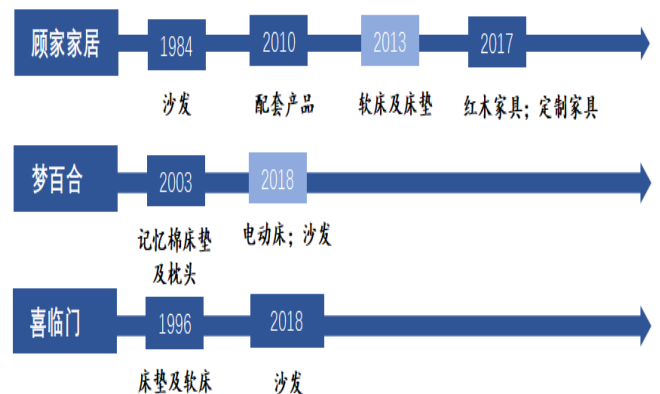 顾家家居
1984
2010
2013
2017
沙发
配套产品
软床及床垫
红木家具；定制家具
梦百合
2003
2018
记忆棉床垫
及枕头
电动床；沙发
喜临门
1996
2018
床垫及软床
沙发